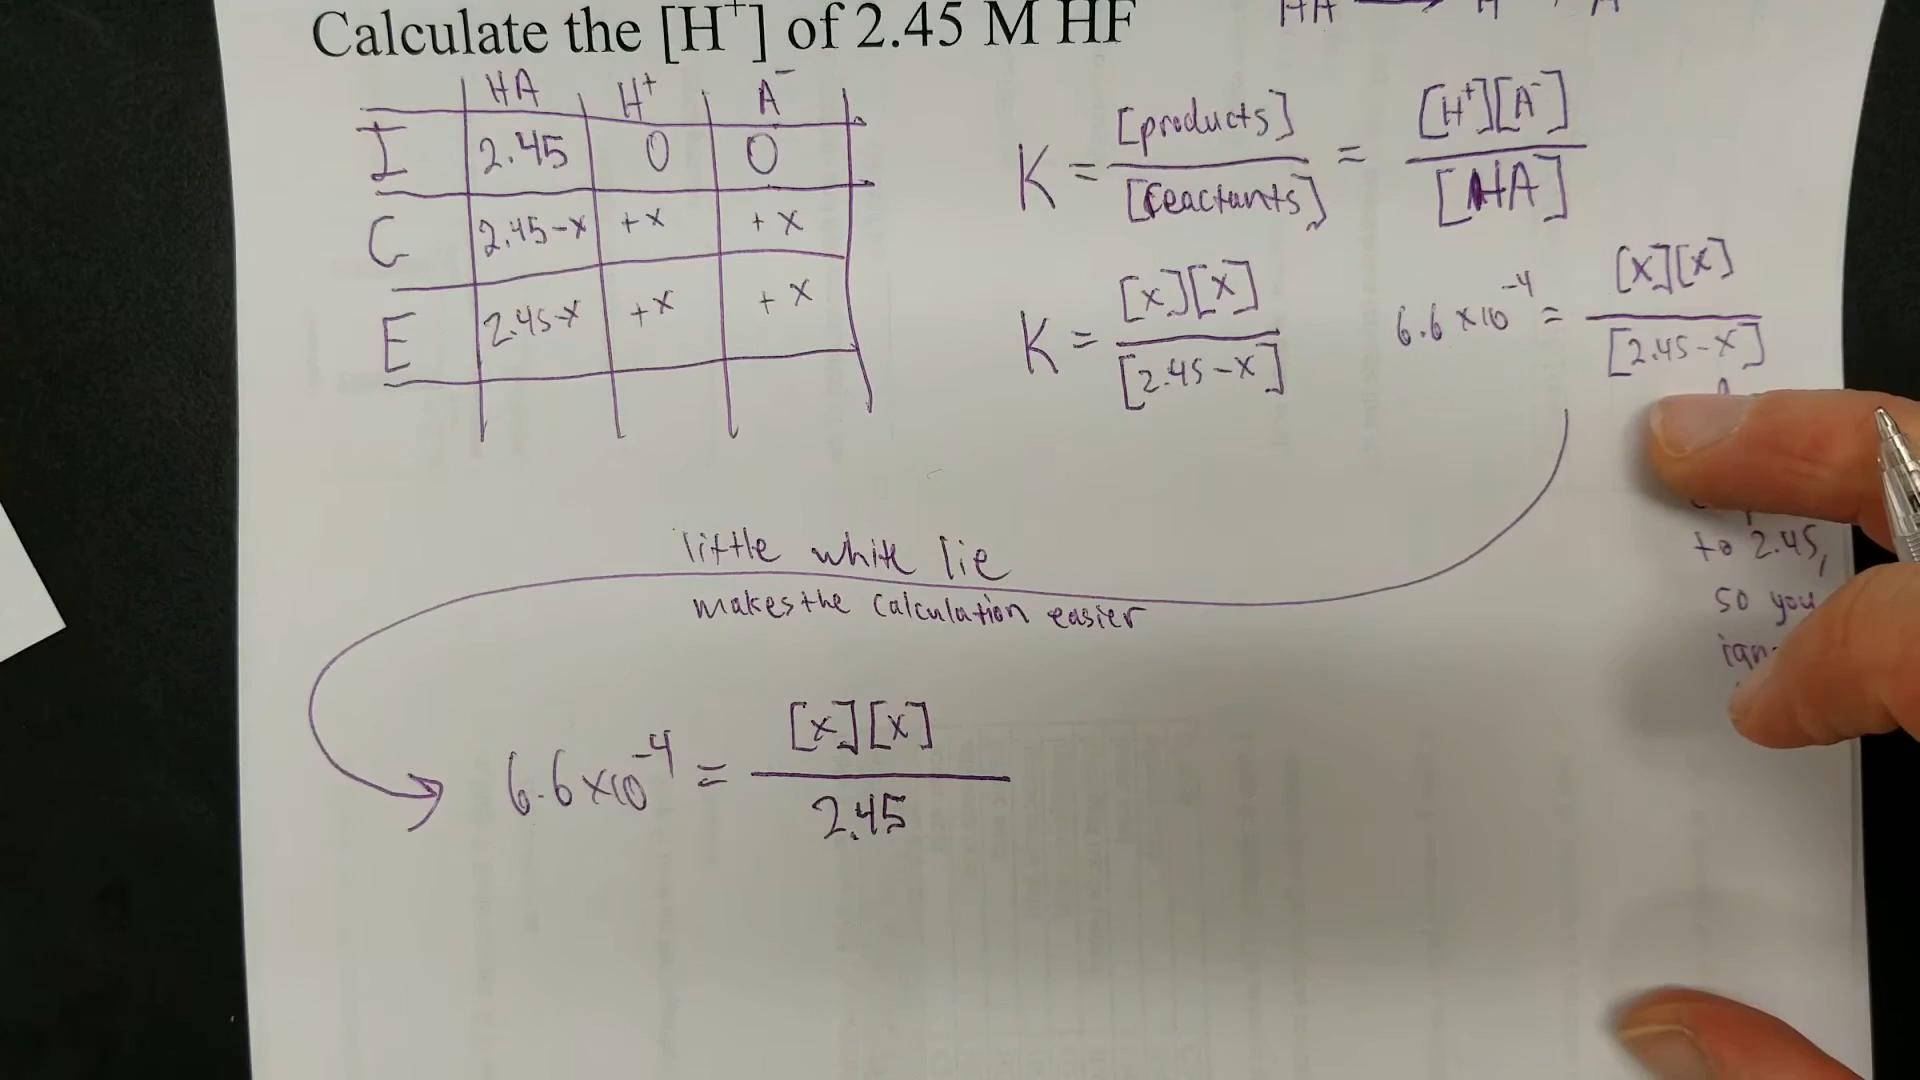 Calculate the [H⁺] of 2.45 M HF
HA → H A
HA H⁺ A⁻
I 2.45 0 0
C 2.45-x +x +x
E 2.45-x +x +x
K = [products] / [reactants] = [H⁺][A⁻] / [HA]
K = [x][x] / [2.45-x]
6.6 x10⁻⁴ = [x][x] / [2.45-x]
to 2.45,
so you
little white lie
makes the calculation easier
6.6 x10⁻⁴ = [x][x] / 2.45